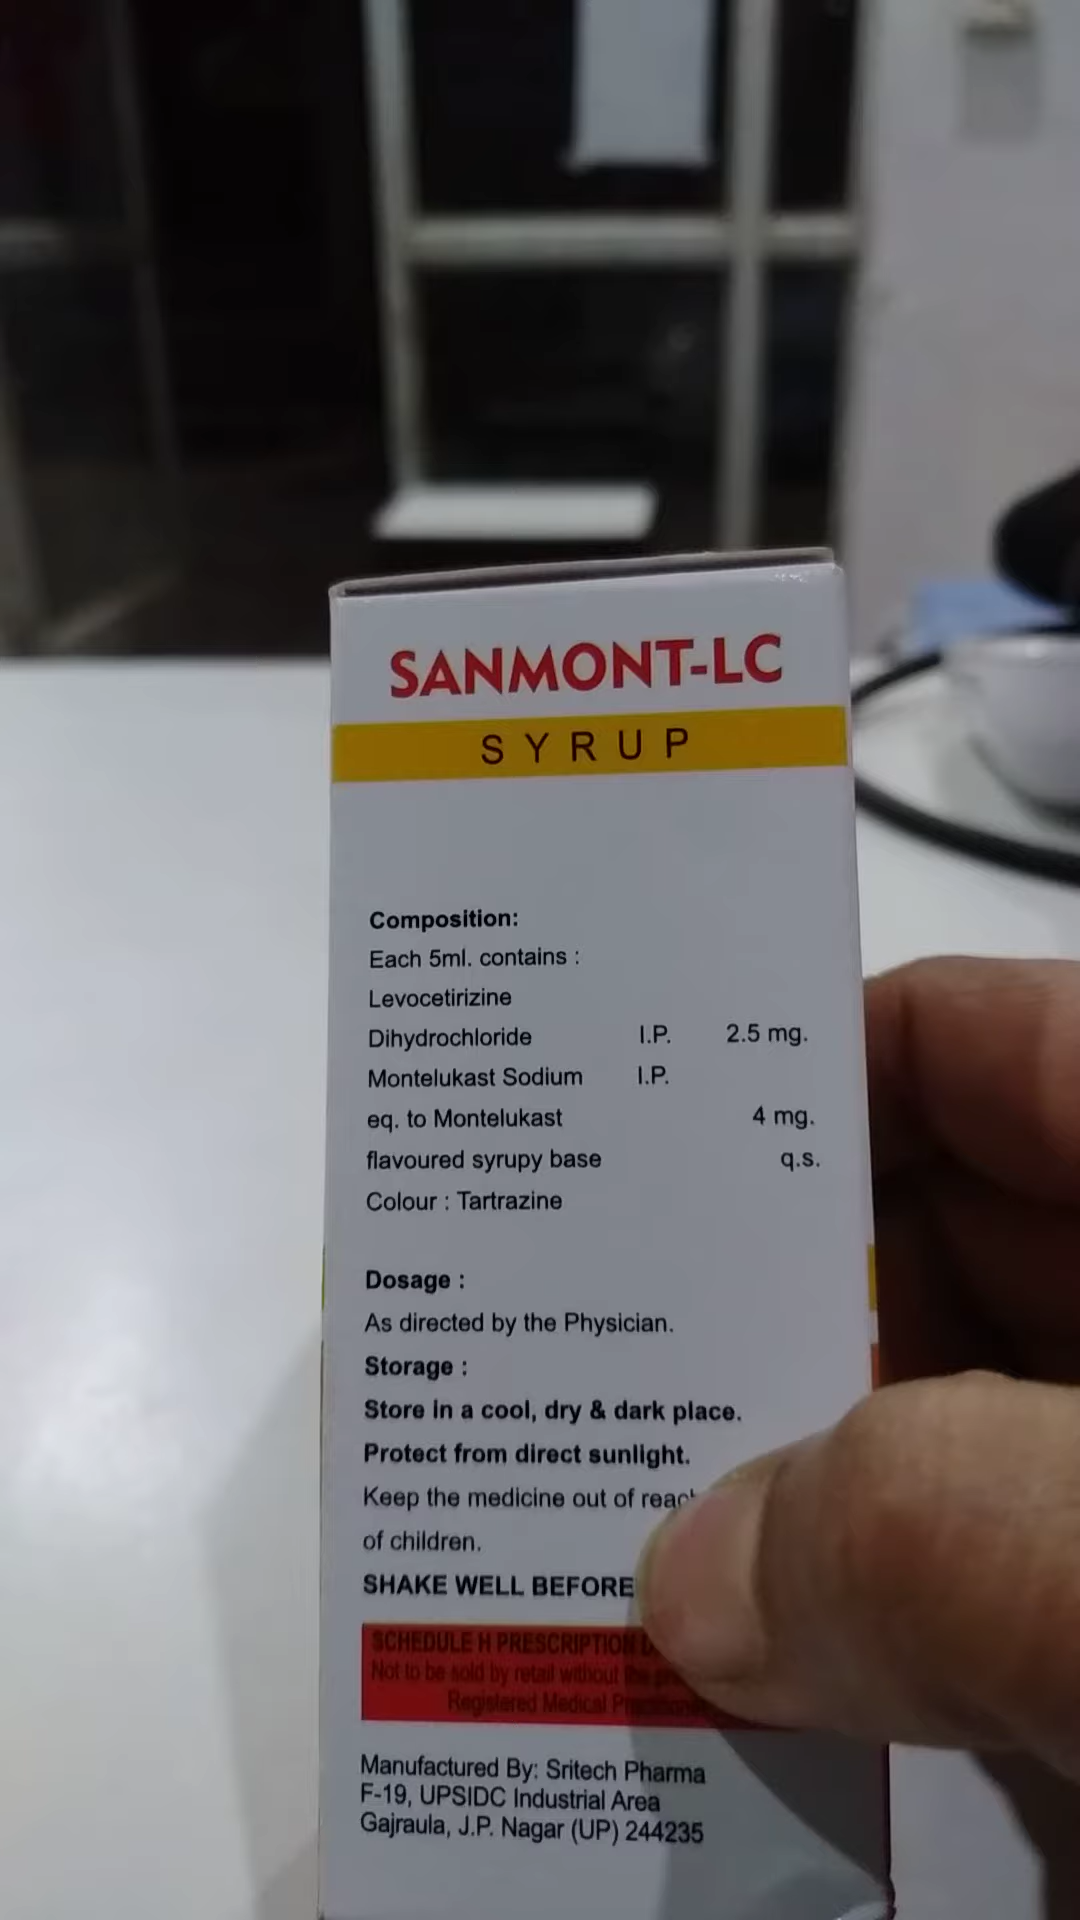 SANMONT-LC
SYRUP
Composition:
Each 5ml. contains :
Levocetirizine
Dihydrochloride I.P. 2.5 mg.
Montelukast Sodium I.P.
eq. to Montelukast 4 mg.
flavoured syrupy base q.s.
Colour : Tartrazine
Dosage :
As directed by the Physician.
Storage :
Store in a cool, dry & dark place.
Protect from direct sunlight.
Keep the medicine out of
of children.
SHAKE WELL BEFORE
SCHEDULE H PRESCRIPTION
Not to be sold by retail without the
Registered Medical
Manufactured By: Sritech Pharma
F-19, UPSIDC Industrial Area
Gajraula, J.P. Nagar (UP) 244235